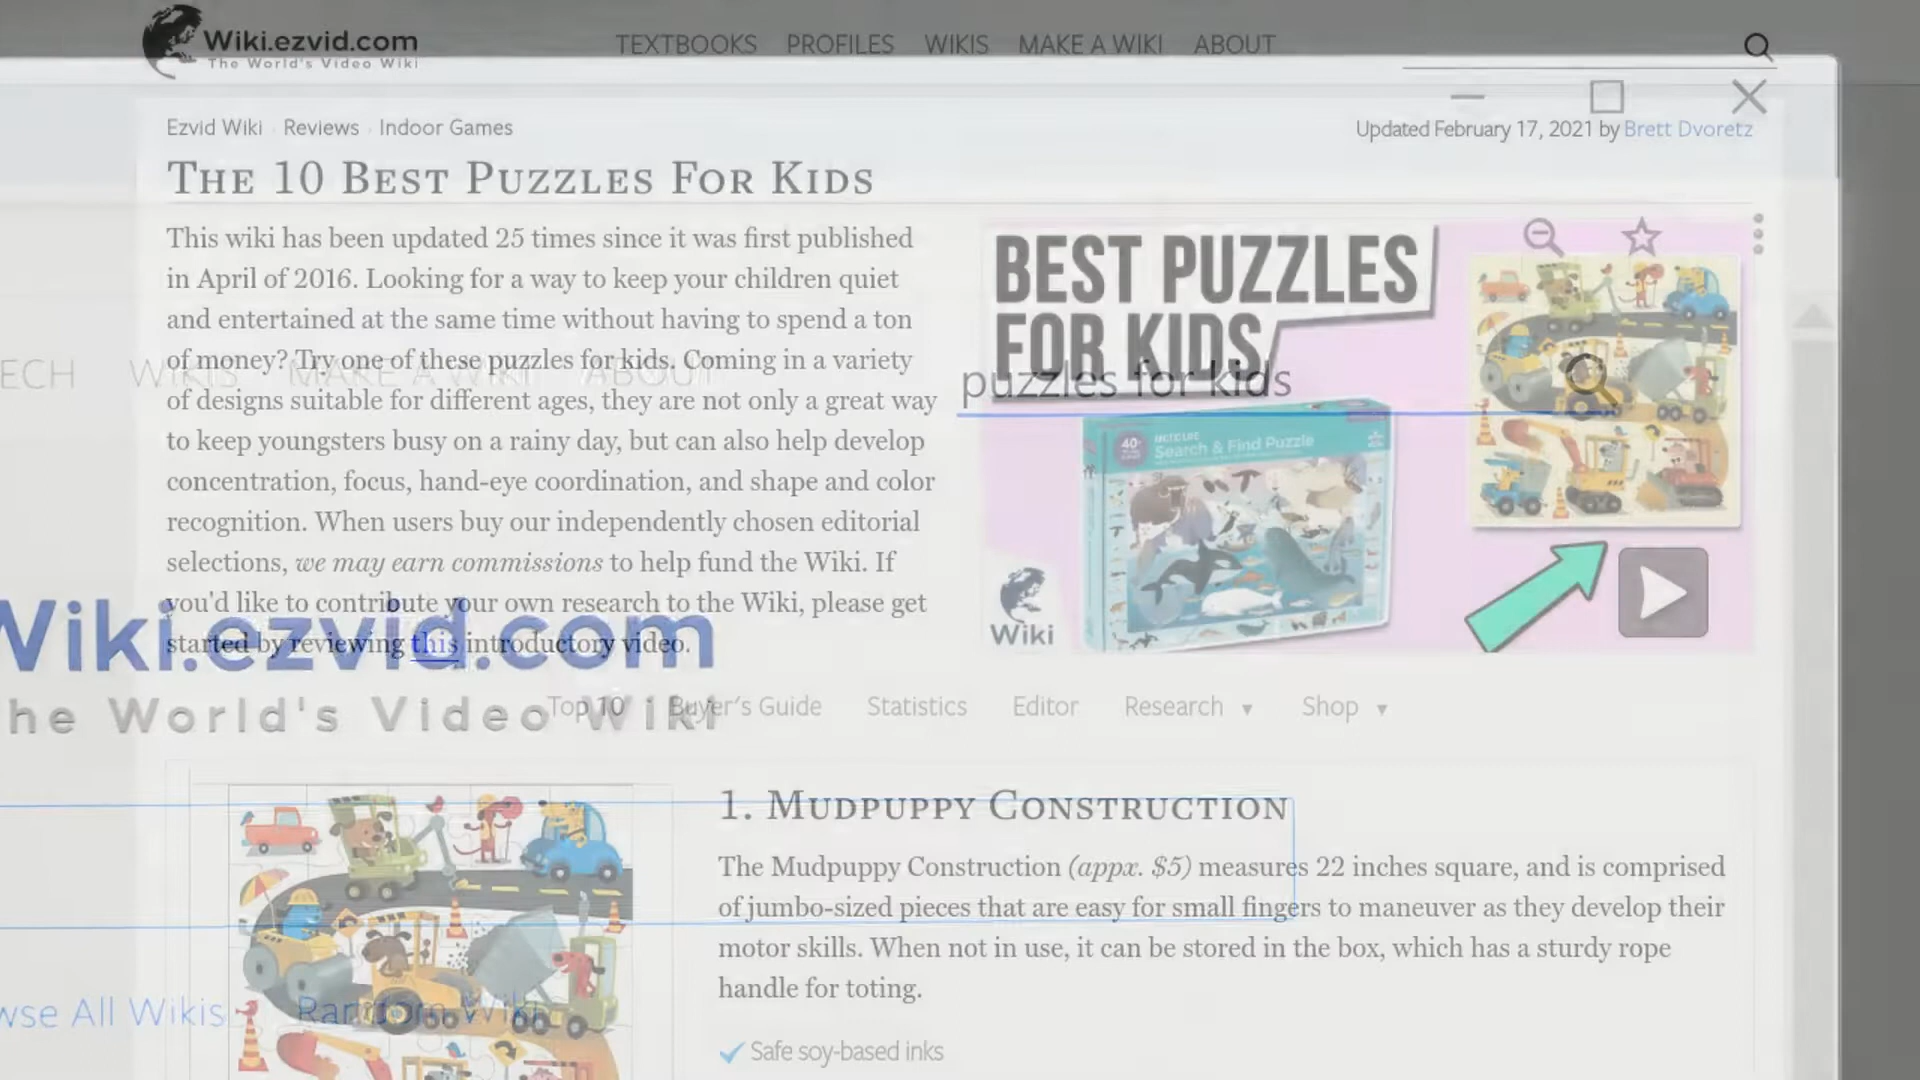 Wiki.ezvid.com
The World's Video Wiki
TEXTBOOKS PROFILES WIKIS MAKE A WIKI ABOUT
Ezvid Wiki · Reviews · Indoor Games
Updated February 17, 2021 by Brett Dvoretz
The 10 Best Puzzles For Kids
This wiki has been updated 25 times since it was first published
in April of 2016. Looking for a way to keep your children quiet
and entertained at the same time without having to spend a ton
of money? Try one of these puzzles for kids. Coming in a variety
of designs suitable for different ages, they are not only a great way
to keep youngsters busy on a rainy day, but can also help develop
concentration, focus, hand-eye coordination, and shape and color
recognition. When users buy our independently chosen editorial
selections, we may earn commissions to help fund the Wiki. If
you'd like to contribute your own research to the Wiki, please get
started by reviewing this introductory video.
BEST PUZZLES
FOR KIDS
puzzles for kids
40+
Search & Find Puzzle
Wiki
ECH WIKIS MAKE A WIKI ABOUT
Wiki.ezvid.com
he World's Video Wiki
Top 10 Buyer's Guide Statistics Editor Research ▼ Shop ▼
1. Mudpuppy Construction
The Mudpuppy Construction (appx. $5) measures 22 inches square, and is comprised
of jumbo-sized pieces that are easy for small fingers to maneuver as they develop their
motor skills. When not in use, it can be stored in the box, which has a sturdy rope
handle for toting.
Safe soy-based inks
wse All Wikis Random Wiki